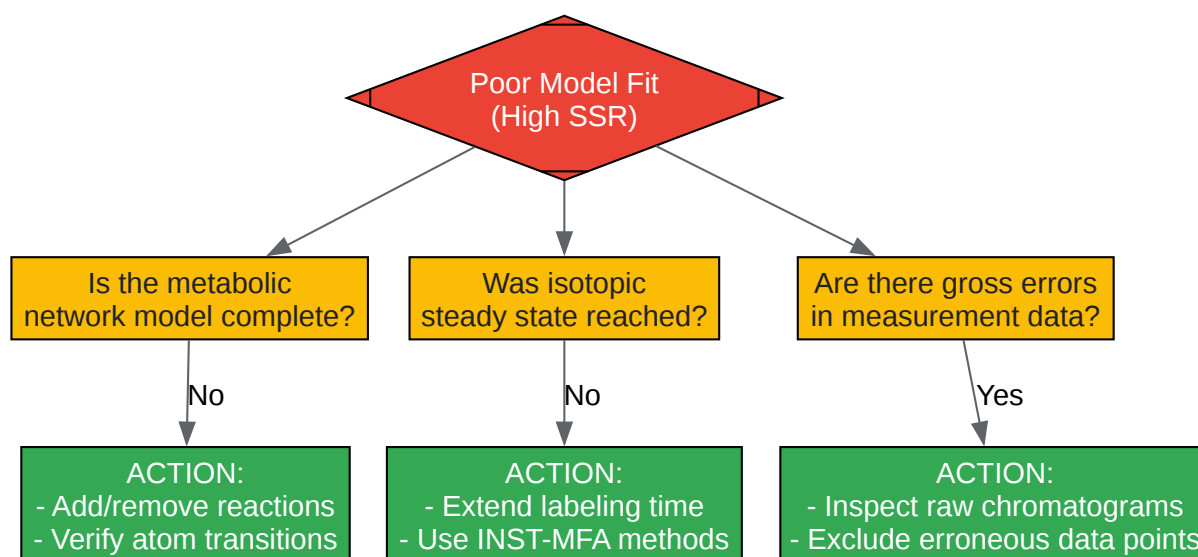 Poor Model Fit
(High SSR)
Is the metabolic
network model complete?
Was isotopic
steady state reached?
Are there gross errors
in measurement data?
No
No
Yes
ACTION:
- Add/remove reactions
- Verify atom transitions
ACTION:
- Extend labeling time
- Use INST-MFA methods
ACTION:
- Inspect raw chromatograms
- Exclude erroneous data points